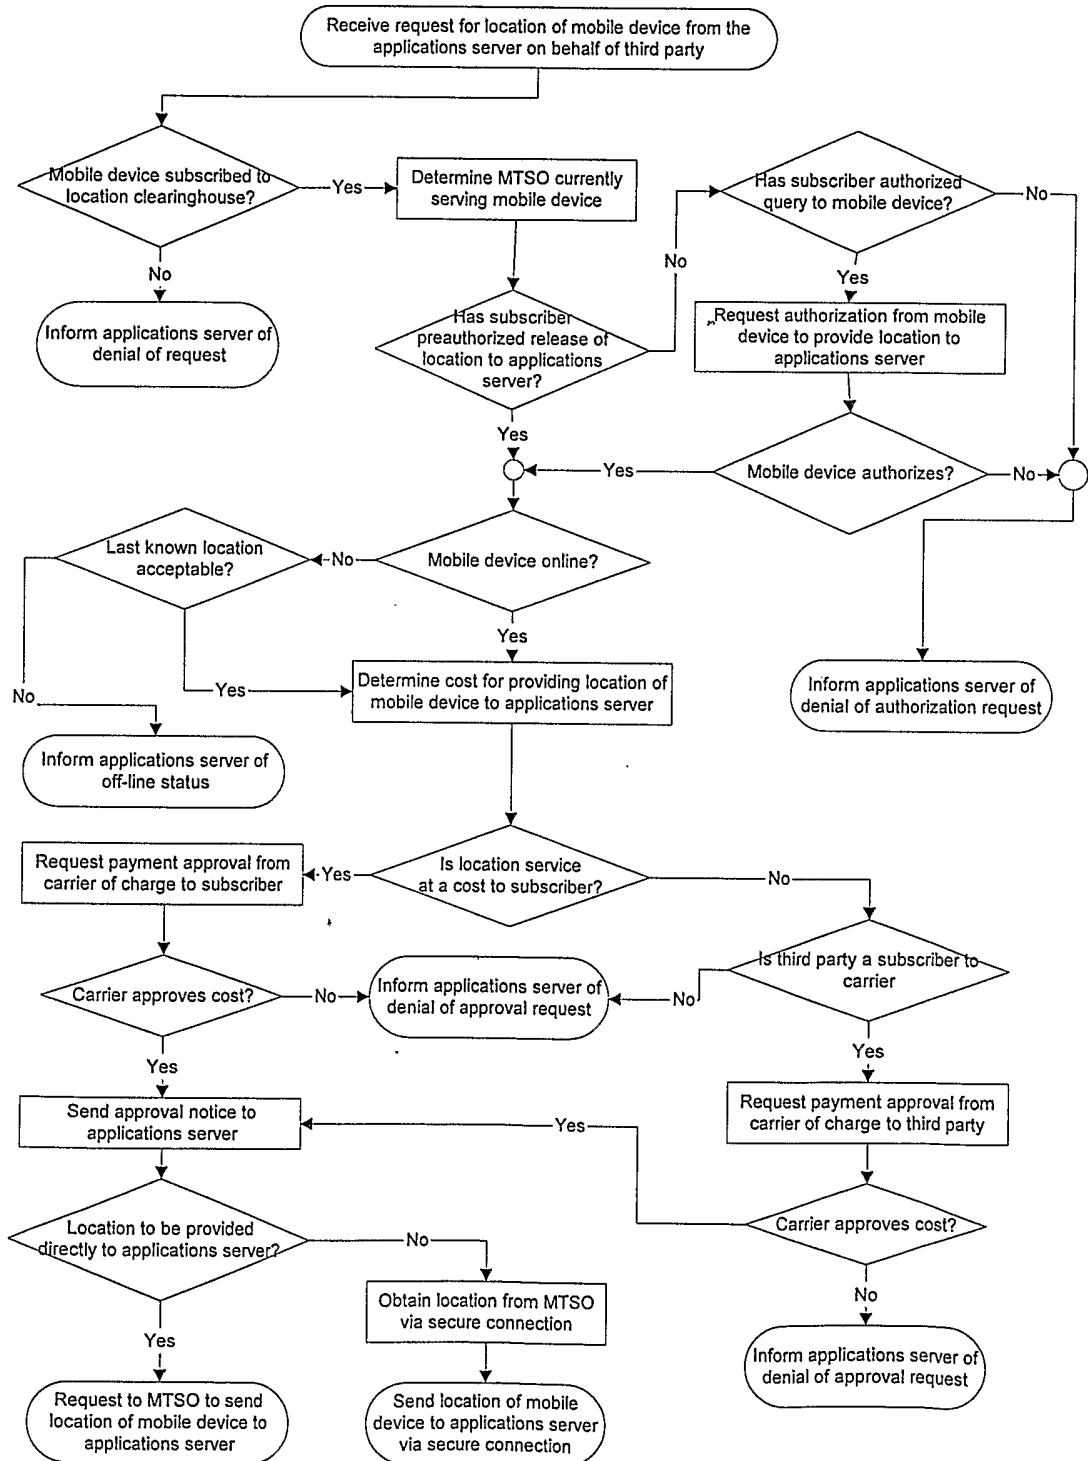 Receive request for location of mobile device from the
applications server on behalf of third party
Mobile device subscribed to
location clearinghouse?
Yes
Determine MTSO currently
serving mobile device
Has subscriber authorized
query to mobile device?
No
No
Yes
No
Inform applications server of
denial of request
Has subscriber
preauthorized release of
location to applications
server?
Request authorization from mobile
device to provide location to
applications server
Yes
Yes
Mobile device authorizes?
No
Last known location
acceptable?
No
Mobile device online?
Yes
Yes
No
Determine cost for providing location of
mobile device to applications server
Inform applications server of
denial of authorization request
Inform applications server of
off-line status
Request payment approval from
carrier of charge to subscriber
Yes
Is location service
at a cost to subscriber?
No
Is third party a subscriber to
carrier
Carrier approves cost?
No
Inform applications server of
denial of approval request
No
Yes
Yes
Send approval notice to
applications server
Yes
Request payment approval from
carrier of charge to third party
Location to be provided
directly to applications server?
No
Carrier approves cost?
Obtain location from MTSO
via secure connection
No
Yes
Inform applications server of
denial of approval request
Request to MTSO to send
location of mobile device to
applications server
Send location of mobile
device to applications server
via secure connection